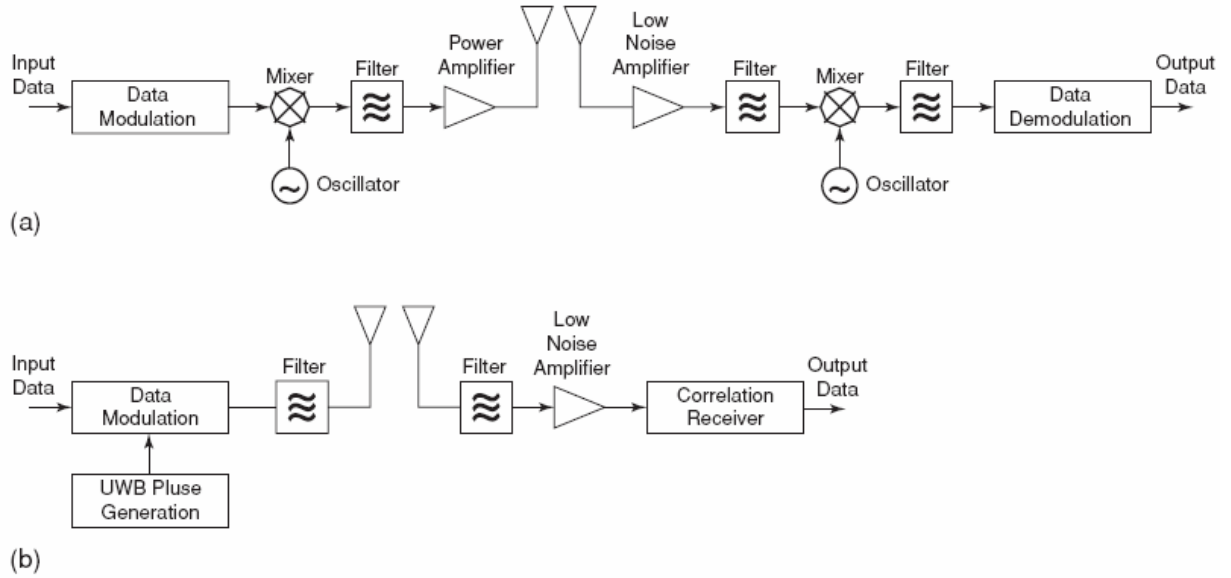 Input
Data
Data
Modulation
Mixer
Oscillator
Filter
Power
Amplifier
Low
Noise
Amplifier
Filter
Mixer
Oscillator
Filter
Data
Demodulation
Output
Data
(a)
Input
Data
Data
Modulation
UWB Pluse
Generation
Filter
Filter
Low
Noise
Amplifier
Correlation
Receiver
Output
Data
(b)